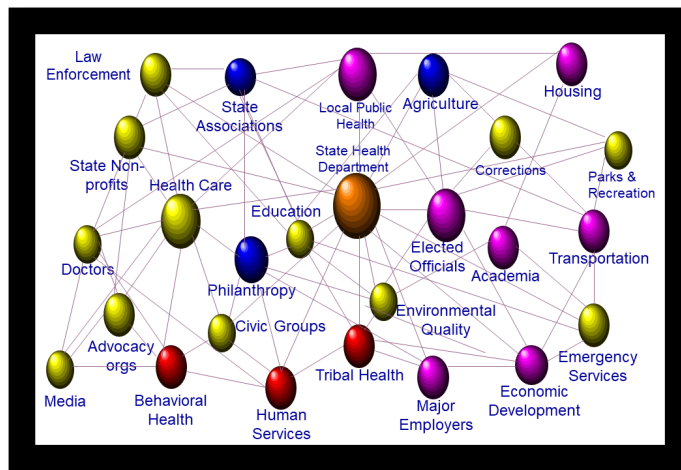 Law
Enforcement
State
Associations
Local Public
Health
Agriculture
Housing
State Non-
profits
Health Care
State Health
Department
Corrections
Parks &
Recreation
Education
Doctors
Philanthropy
Elected
Officials
Academia
Transportation
Advocacy
orgs
Civic Groups
Environmental
Quality
Emergency
Services
Media
Behavioral
Health
Human
Services
Tribal Health
Major
Employers
Economic
Development